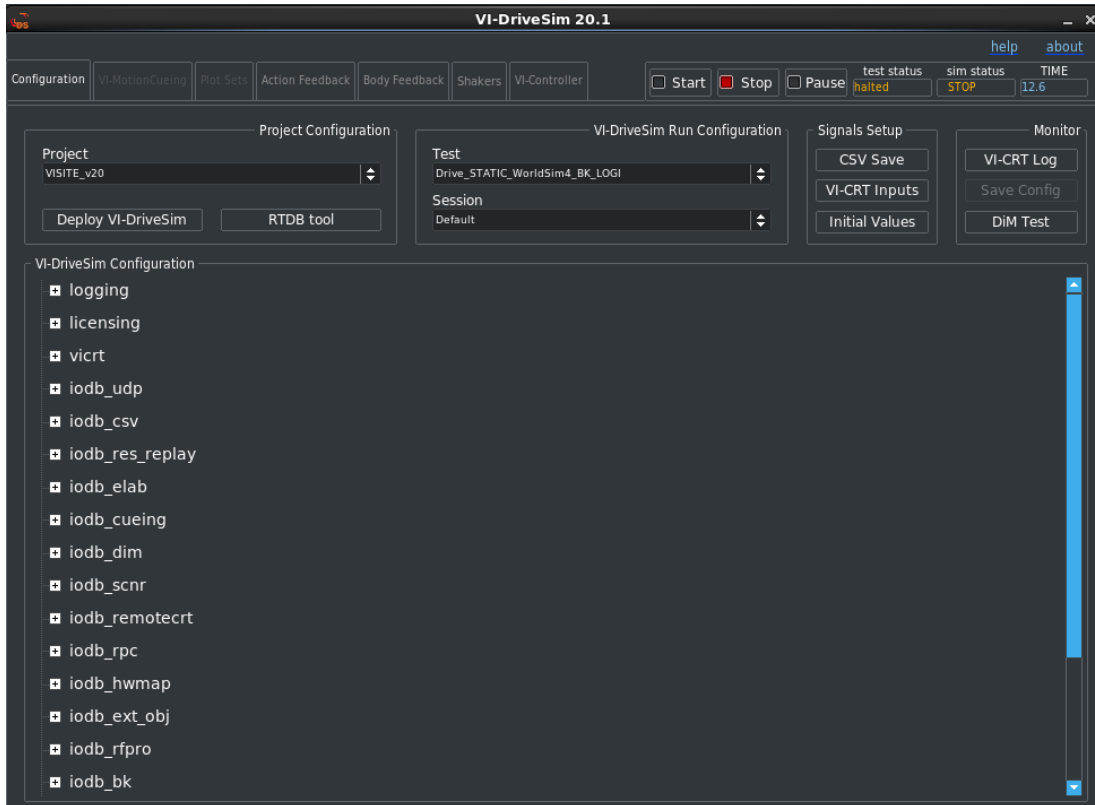 DS
VI-DriveSim 20.1
help about
Configuration VI-MotionCueing Plot Sets Action Feedback Body Feedback Shakers VI-Controller
Start Stop Pause
test status sim status TIME
halted STOP 12.6
Project Configuration
Project
VISITE_v20
Deploy VI-DriveSim RTDB tool
VI-DriveSim Run Configuration
Test
Drive_STATIC_WorldSim4_BK_LOGI
Session
Default
Signals Setup
CSV Save
VI-CRT Inputs
Initial Values
Monitor
VI-CRT Log
Save Config
DiM Test
VI-DriveSim Configuration
logging
licensing
vicrt
iodb_udp
iodb_csv
iodb_res_replay
iodb_elab
iodb_cueing
iodb_dim
iodb_scnr
iodb_remotecrt
iodb_rpc
iodb_hwmap
iodb_ext_obj
iodb_rfpro
iodb_bk